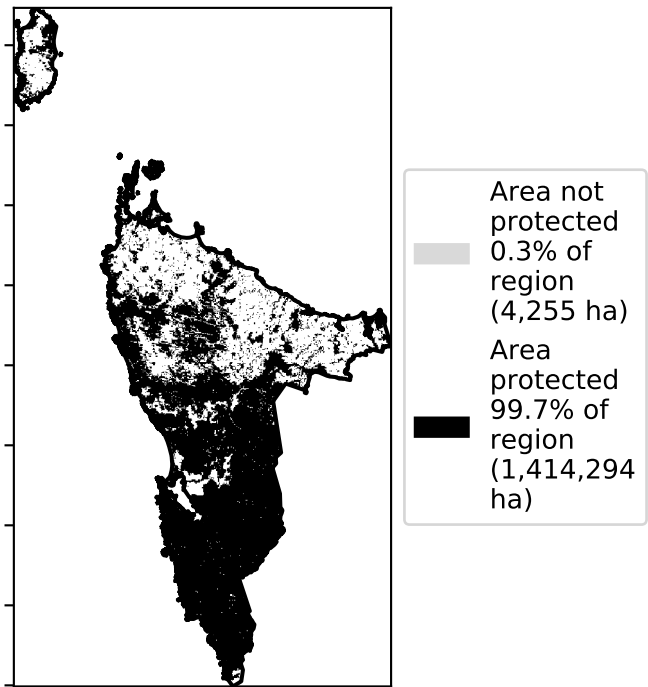 Area not
protected
0.3% of
region
(4,255 ha)
Area
protected
99.7% of
region
(1,414,294
ha)